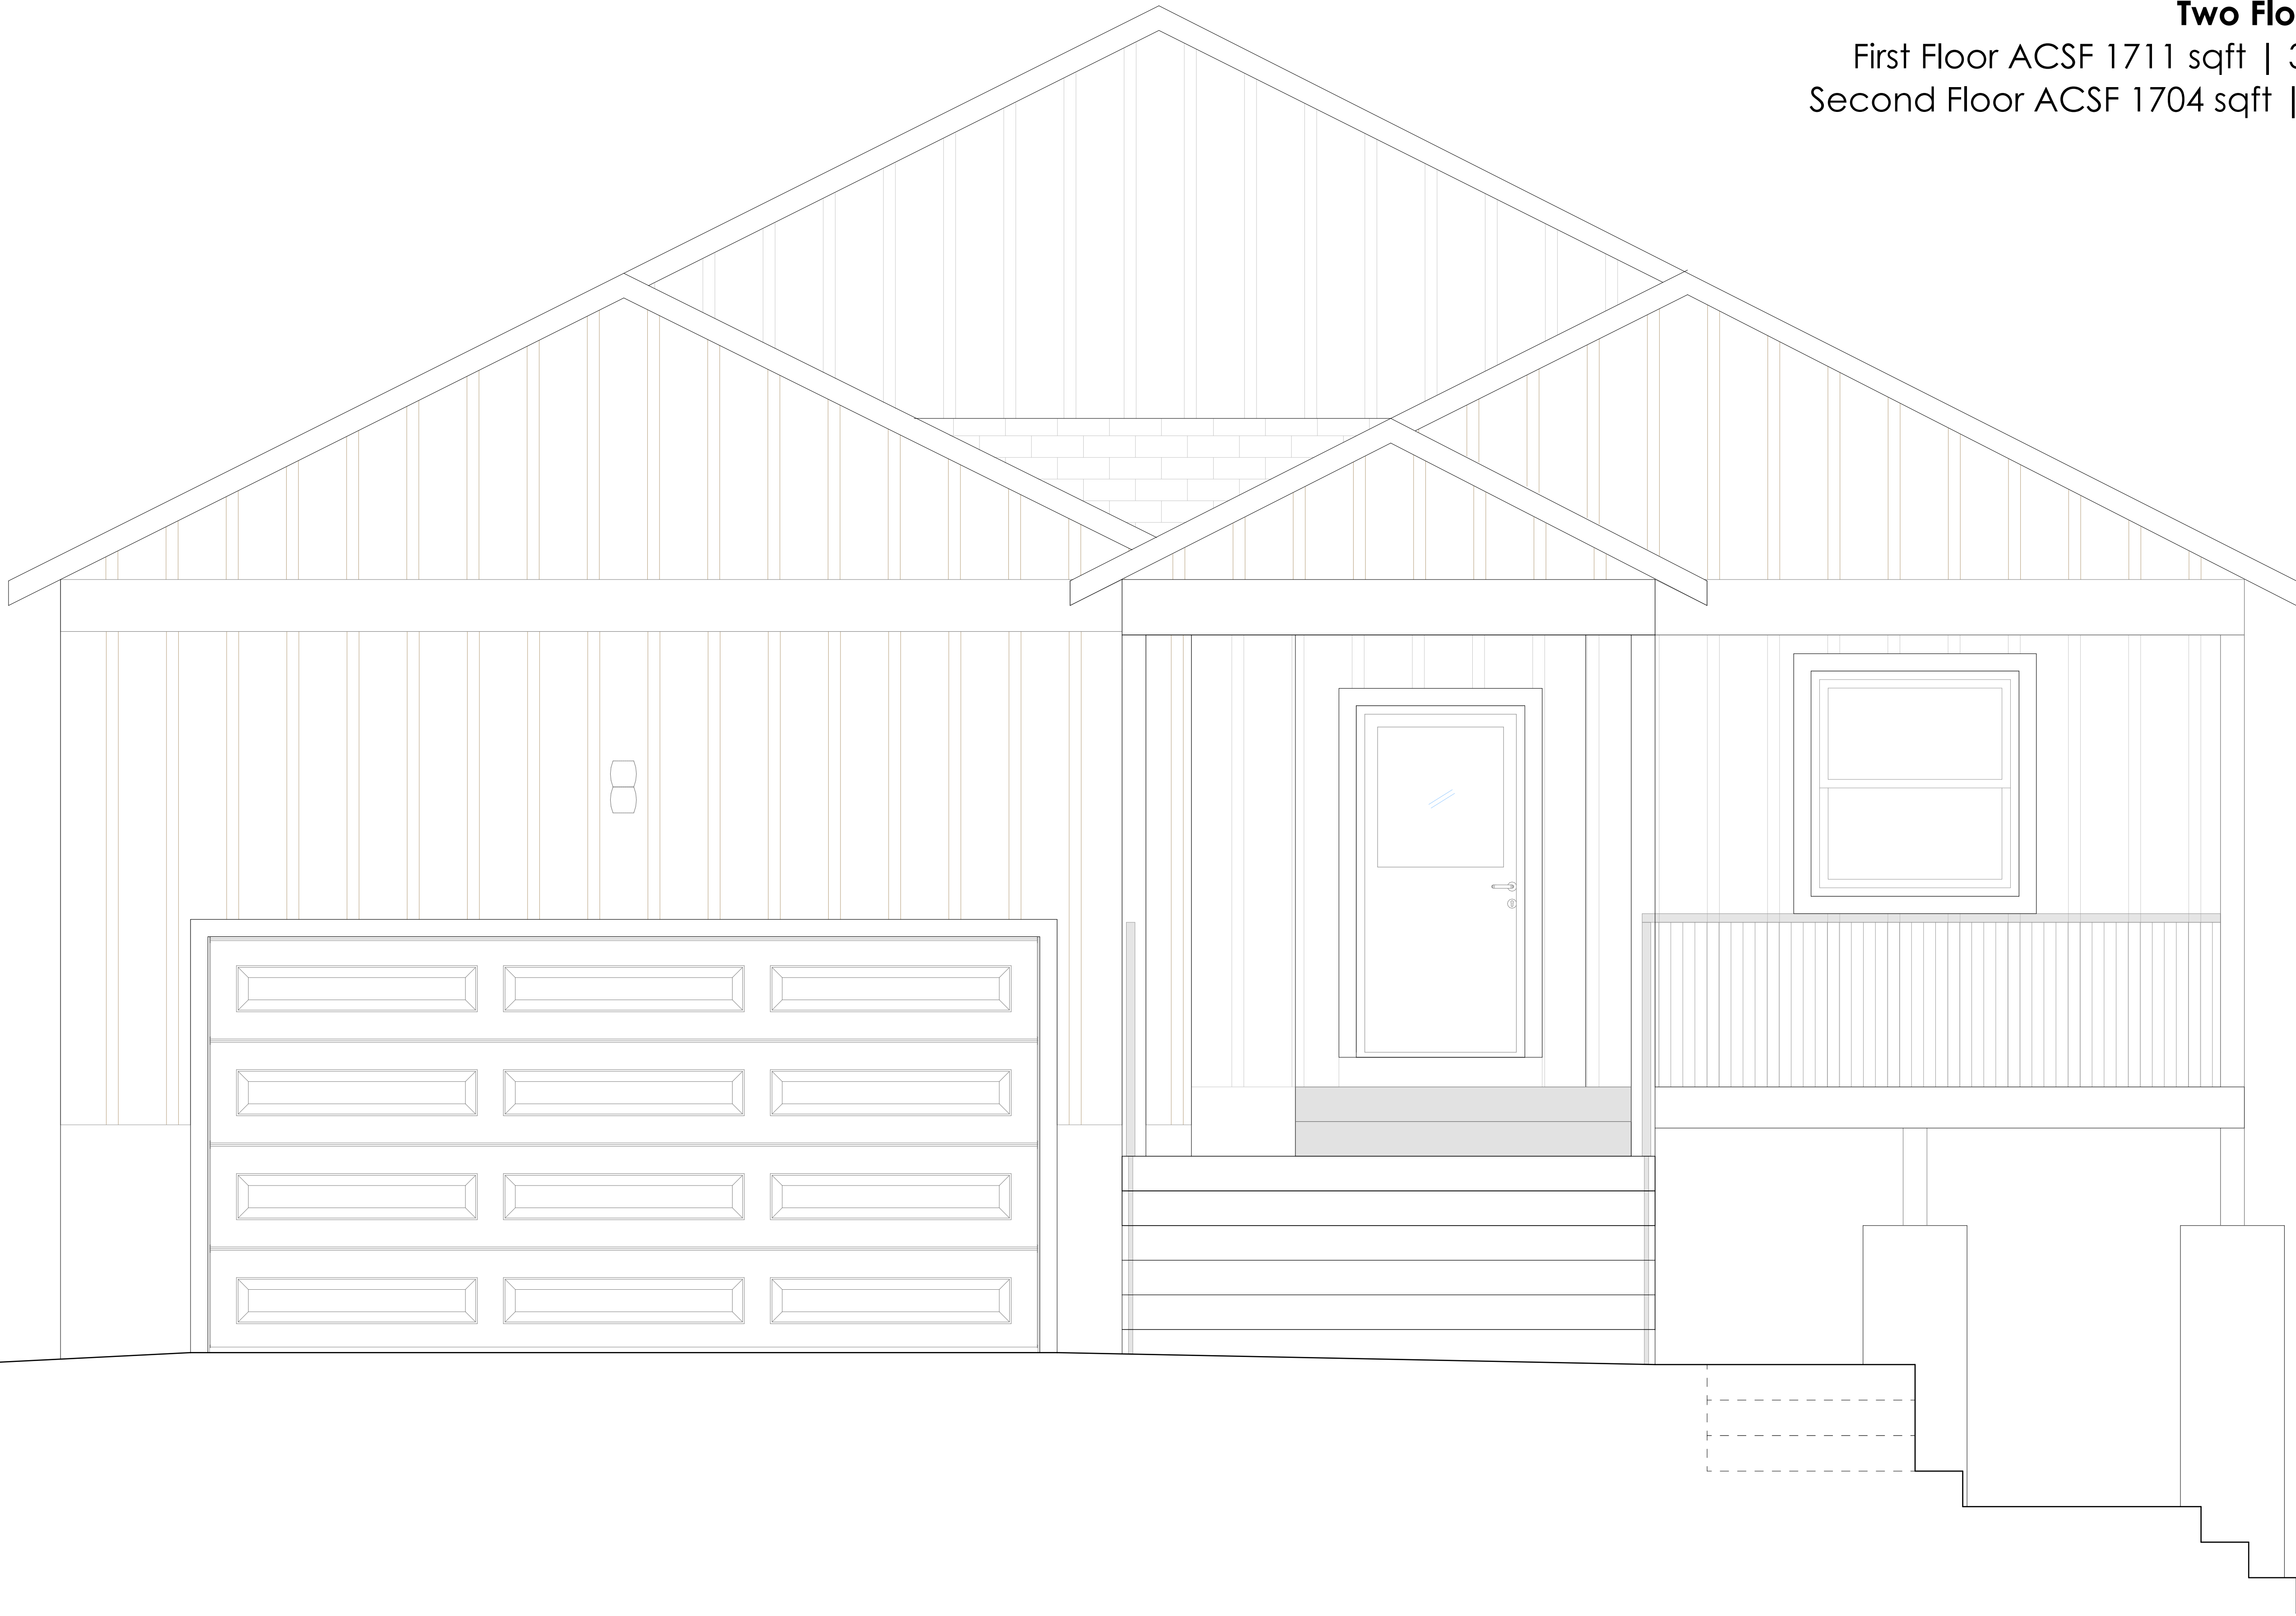 Two Flo
First Floor ACSF 1711 sqft | 3
Second Floor ACSF 1704 sqft |